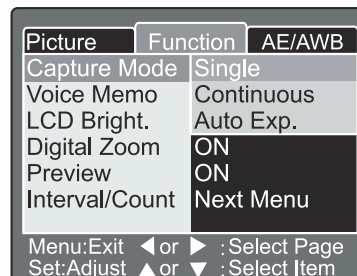 Picture Function AE/AWB
Capture Mode Single
Voice Memo Continuous
LCD Bright. Auto Exp.
Digital Zoom ON
Preview ON
Interval/Count Next Menu
Menu:Exit ◀or ▶ :Select Page
Set:Adjust ▲or ▼ :Select Item